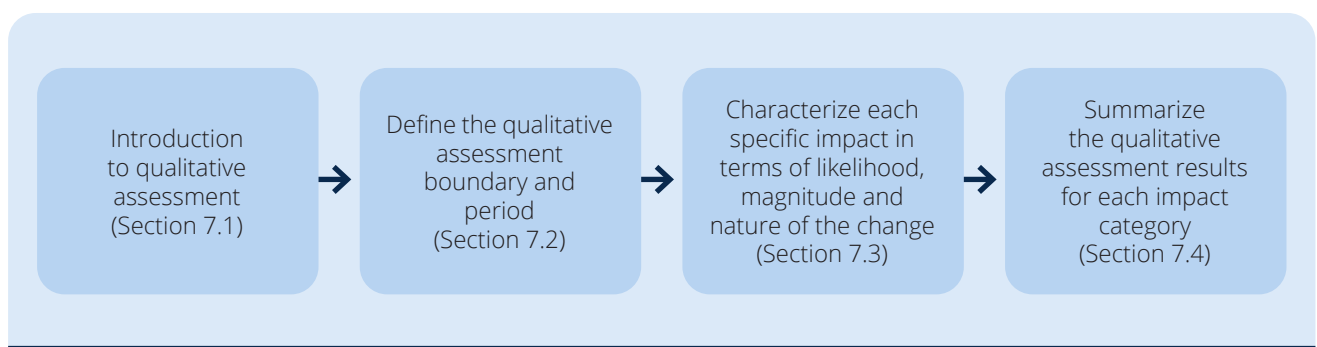 Introduction
to qualitative
assessment
(Section 7.1)
Define the qualitative
assessment
boundary and
period
(Section 7.2)
Characterize each
specific impact in
terms of likelihood,
magnitude and
nature of the change
(Section 7.3)
Summarize
the qualitative
assessment results
for each impact
category
(Section 7.4)